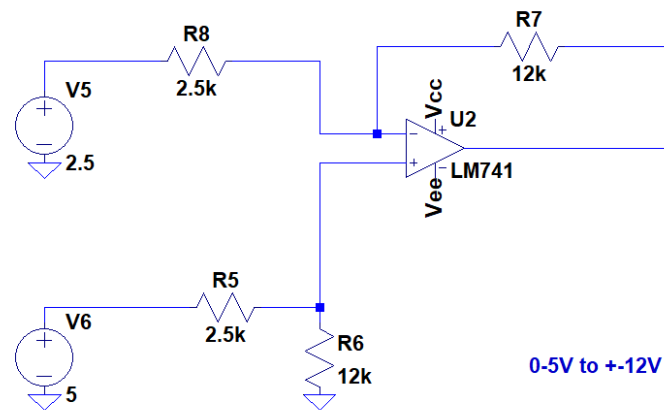 R8
2.5k
R7
12k
V5
2.5
Vcc
U2
LM741
Vee
R5
2.5k
V6
5
R6
12k
0-5V to +-12V